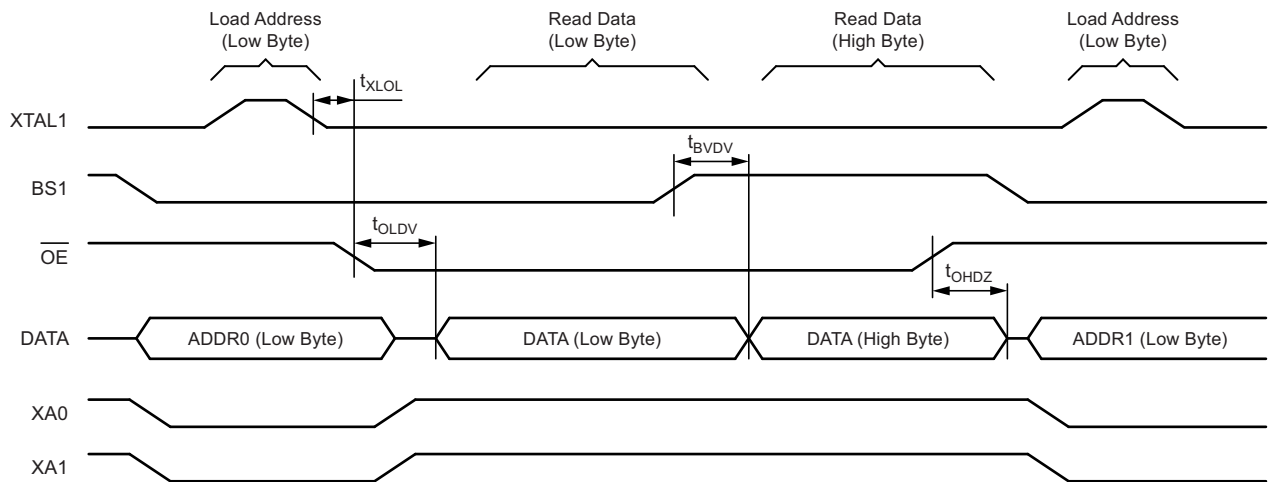 Load Address
(Low Byte)
Read Data
(Low Byte)
Read Data
(High Byte)
Load Address
(Low Byte)
tXLOL
XTAL1
tBVDV
BS1
tOLDV
OE
tOHDZ
DATA
ADDR0 (Low Byte)
DATA (Low Byte)
DATA (High Byte)
ADDR1 (Low Byte)
XA0
XA1